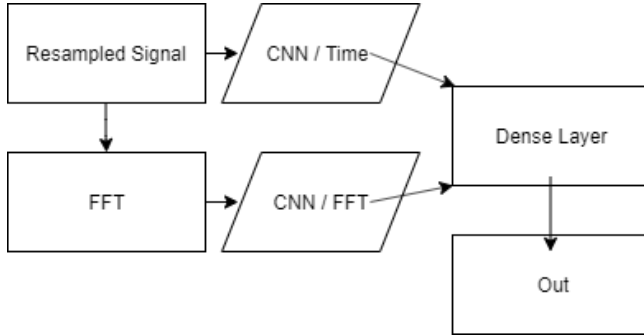 Resampled Signal
CNN / Time
Dense Layer
FFT
CNN / FFT
Out